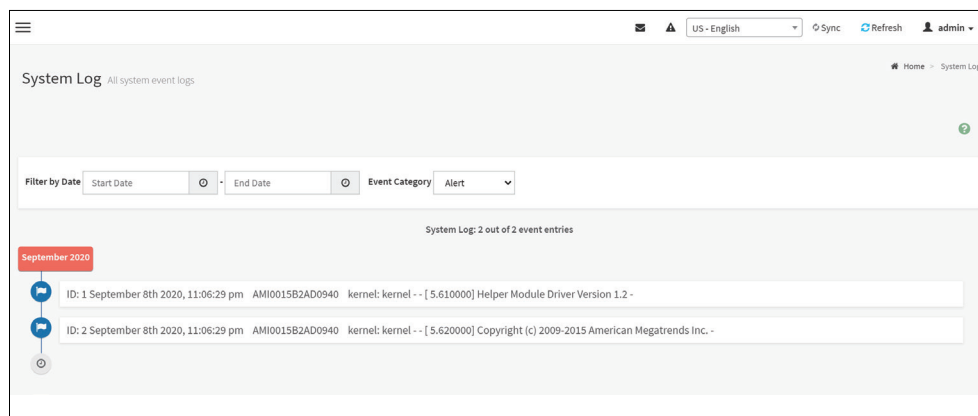 US - English Sync Refresh admin
System Log All system event logs
Home > System Log
Filter by Date Start Date - End Date Event Category Alert
System Log: 2 out of 2 event entries
September 2020
ID: 1 September 8th 2020, 11:06:29 pm AMI0015B2AD0940 kernel: kernel - - [ 5.610000] Helper Module Driver Version 1.2 -
ID: 2 September 8th 2020, 11:06:29 pm AMI0015B2AD0940 kernel: kernel - - [ 5.620000] Copyright (c) 2009-2015 American Megatrends Inc. -